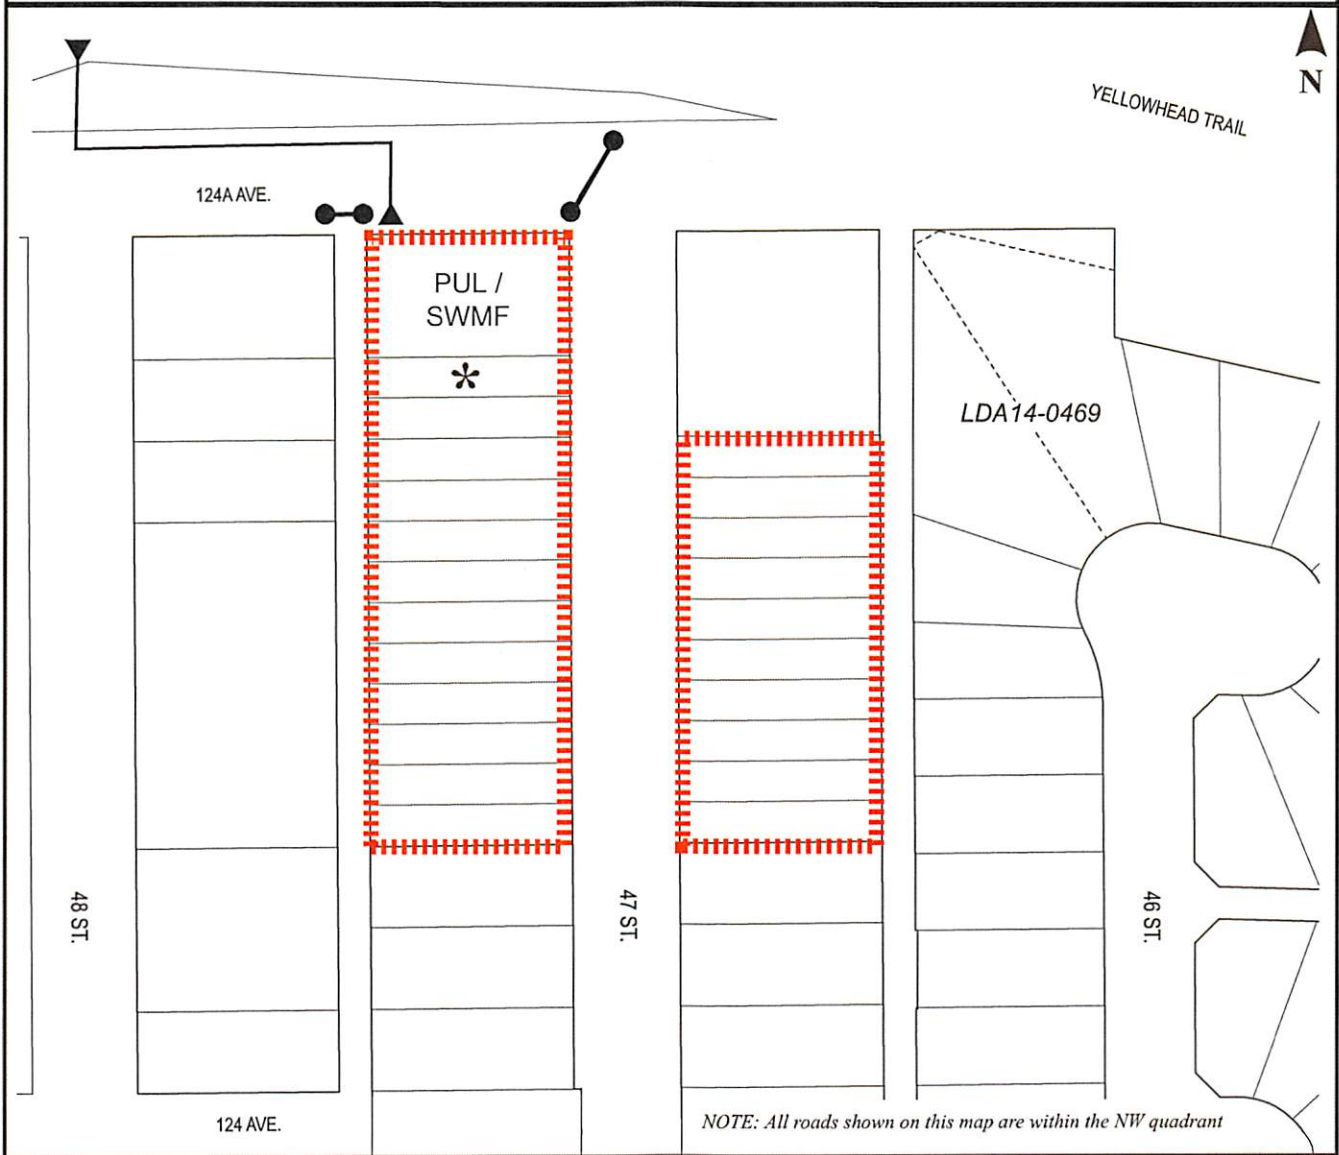 N
YELLOWHEAD TRAIL
124A AVE.
PUL /
SWMF
*
LDA14-0469
48 ST.
47 ST.
46 ST.
124 AVE.
NOTE: All roads shown on this map are within the NW quadrant